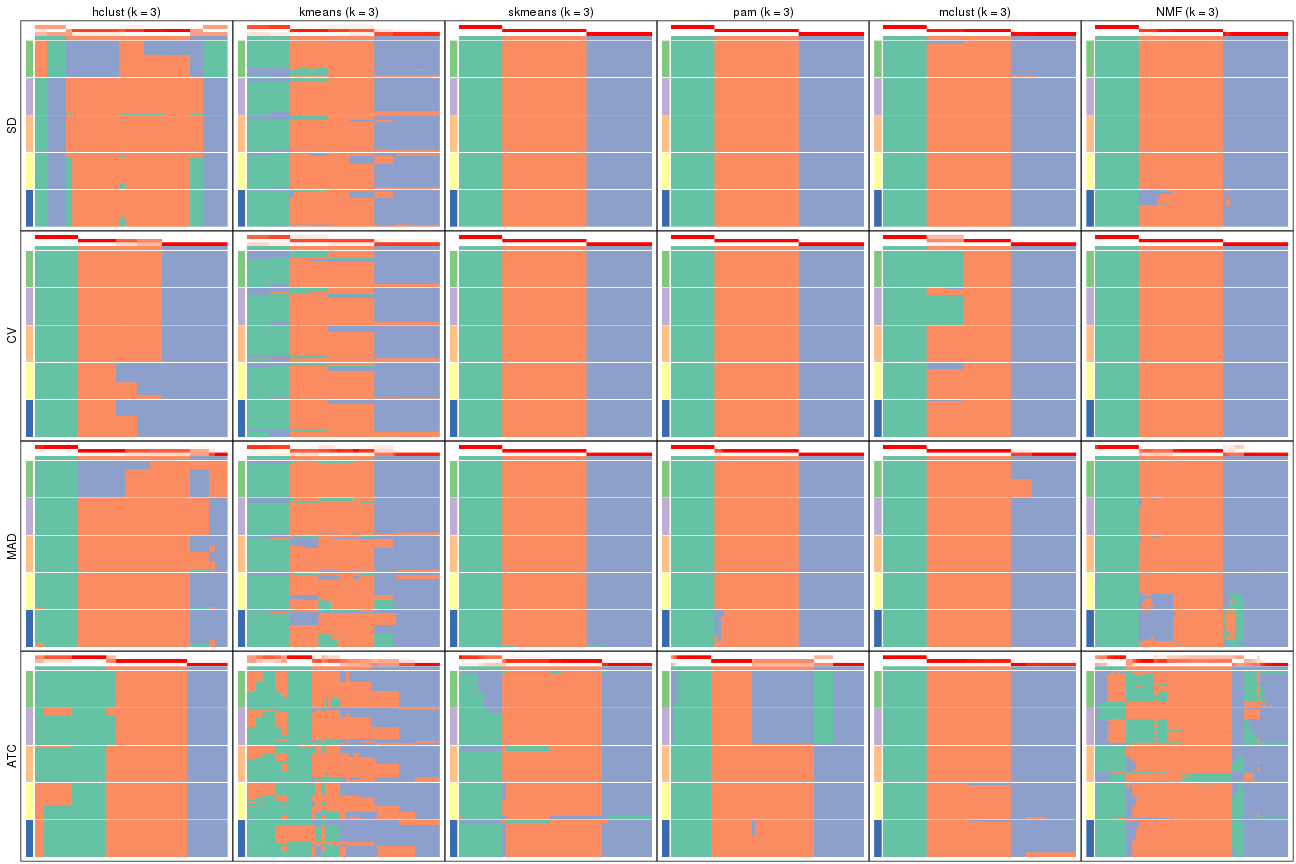 hclust (k = 3) kmeans (k = 3) skmeans (k = 3) pam (k = 3) mclust (k = 3) NMF (k = 3)
SD
CV
MAD
ATC